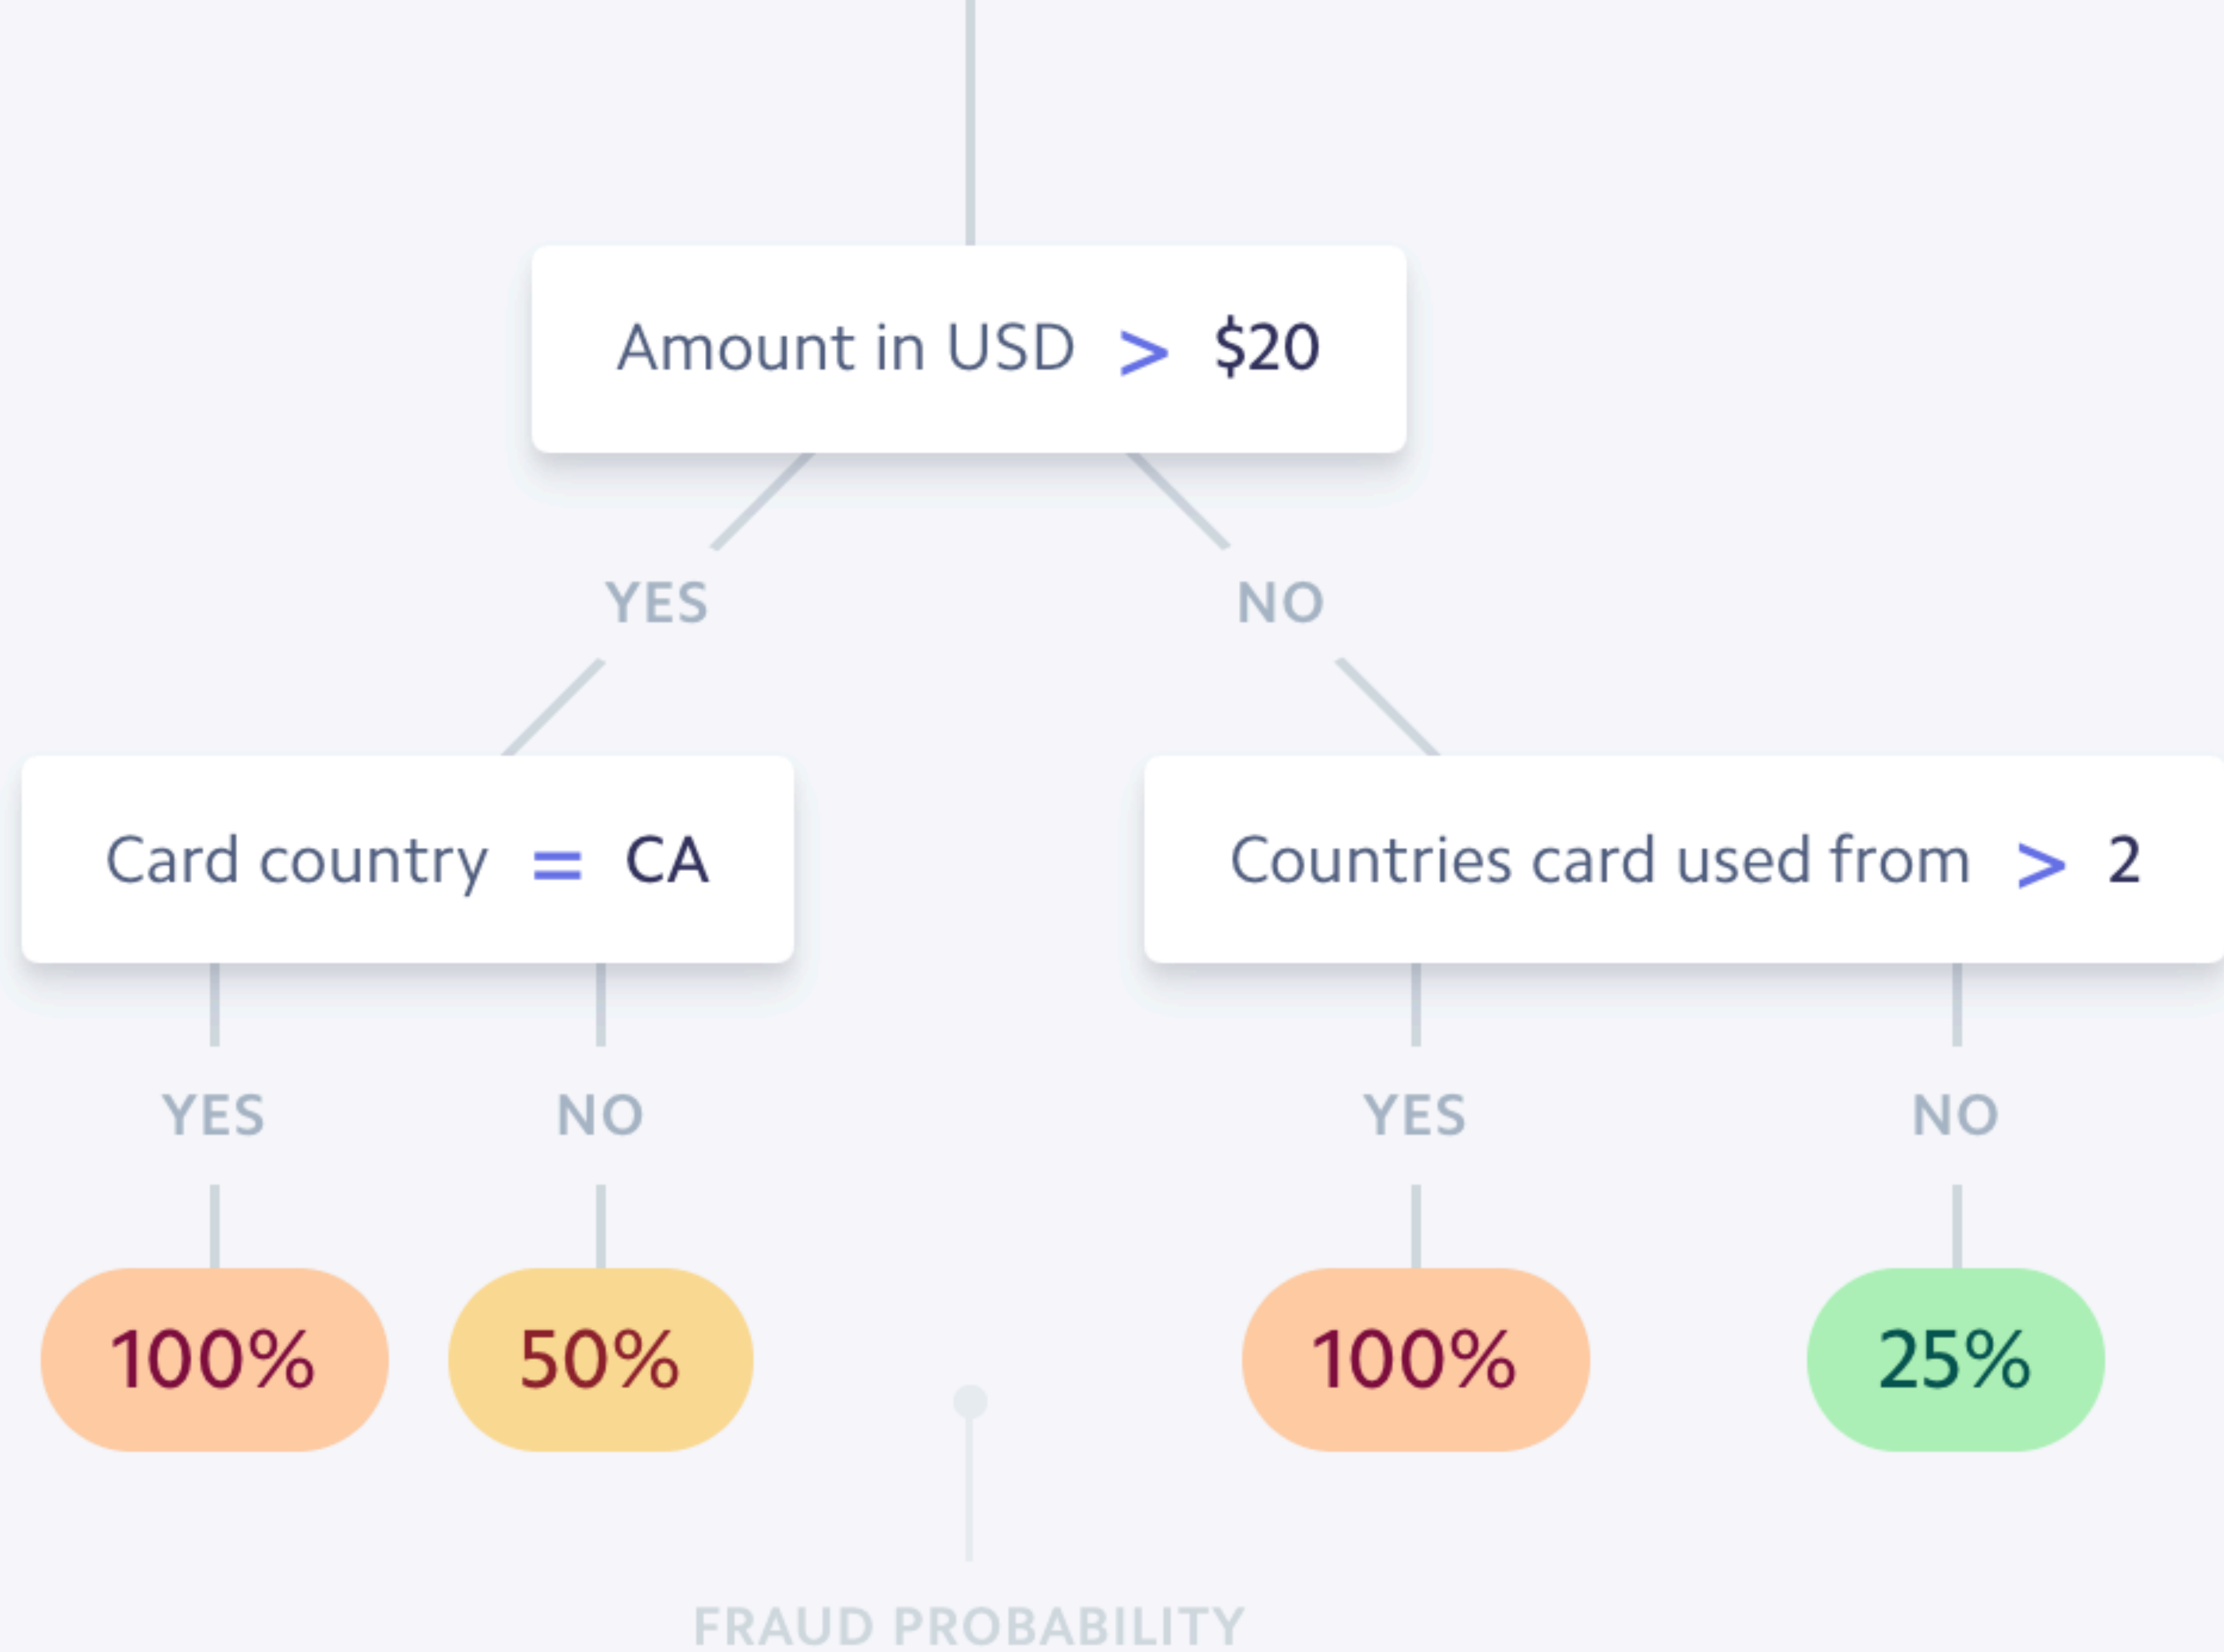 Amount in USD > $20
YES
NO
Card country = CA
Countries card used from > 2
YES
NO
YES
NO
100%
50%
100%
25%
FRAUD PROBABILITY